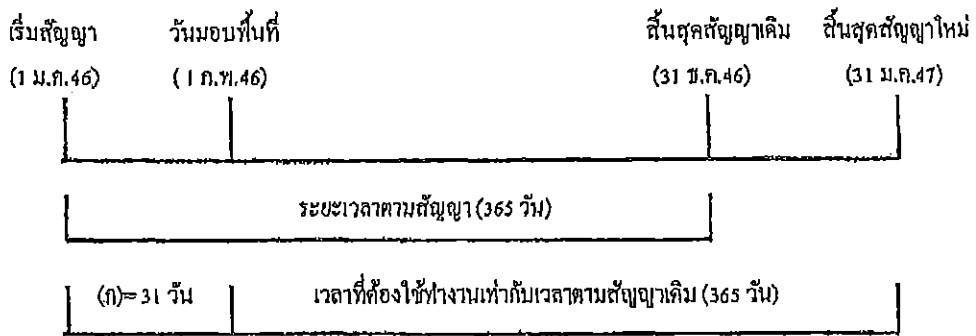 เริ่มสัญญา วันมอบพื้นที่ สิ้นสุดสัญญาเดิม สิ้นสุดสัญญาใหม่
(1 ม.ค.46) (1 ก.พ.46) (31 ธ.ค.46) (31 ม.ค.47)
ระยะเวลาตามสัญญา (365 วัน)
(ก)=31 วัน เวลาที่ต้องใช้ทำงานเท่ากับเวลาตามสัญญาเดิม (365 วัน)